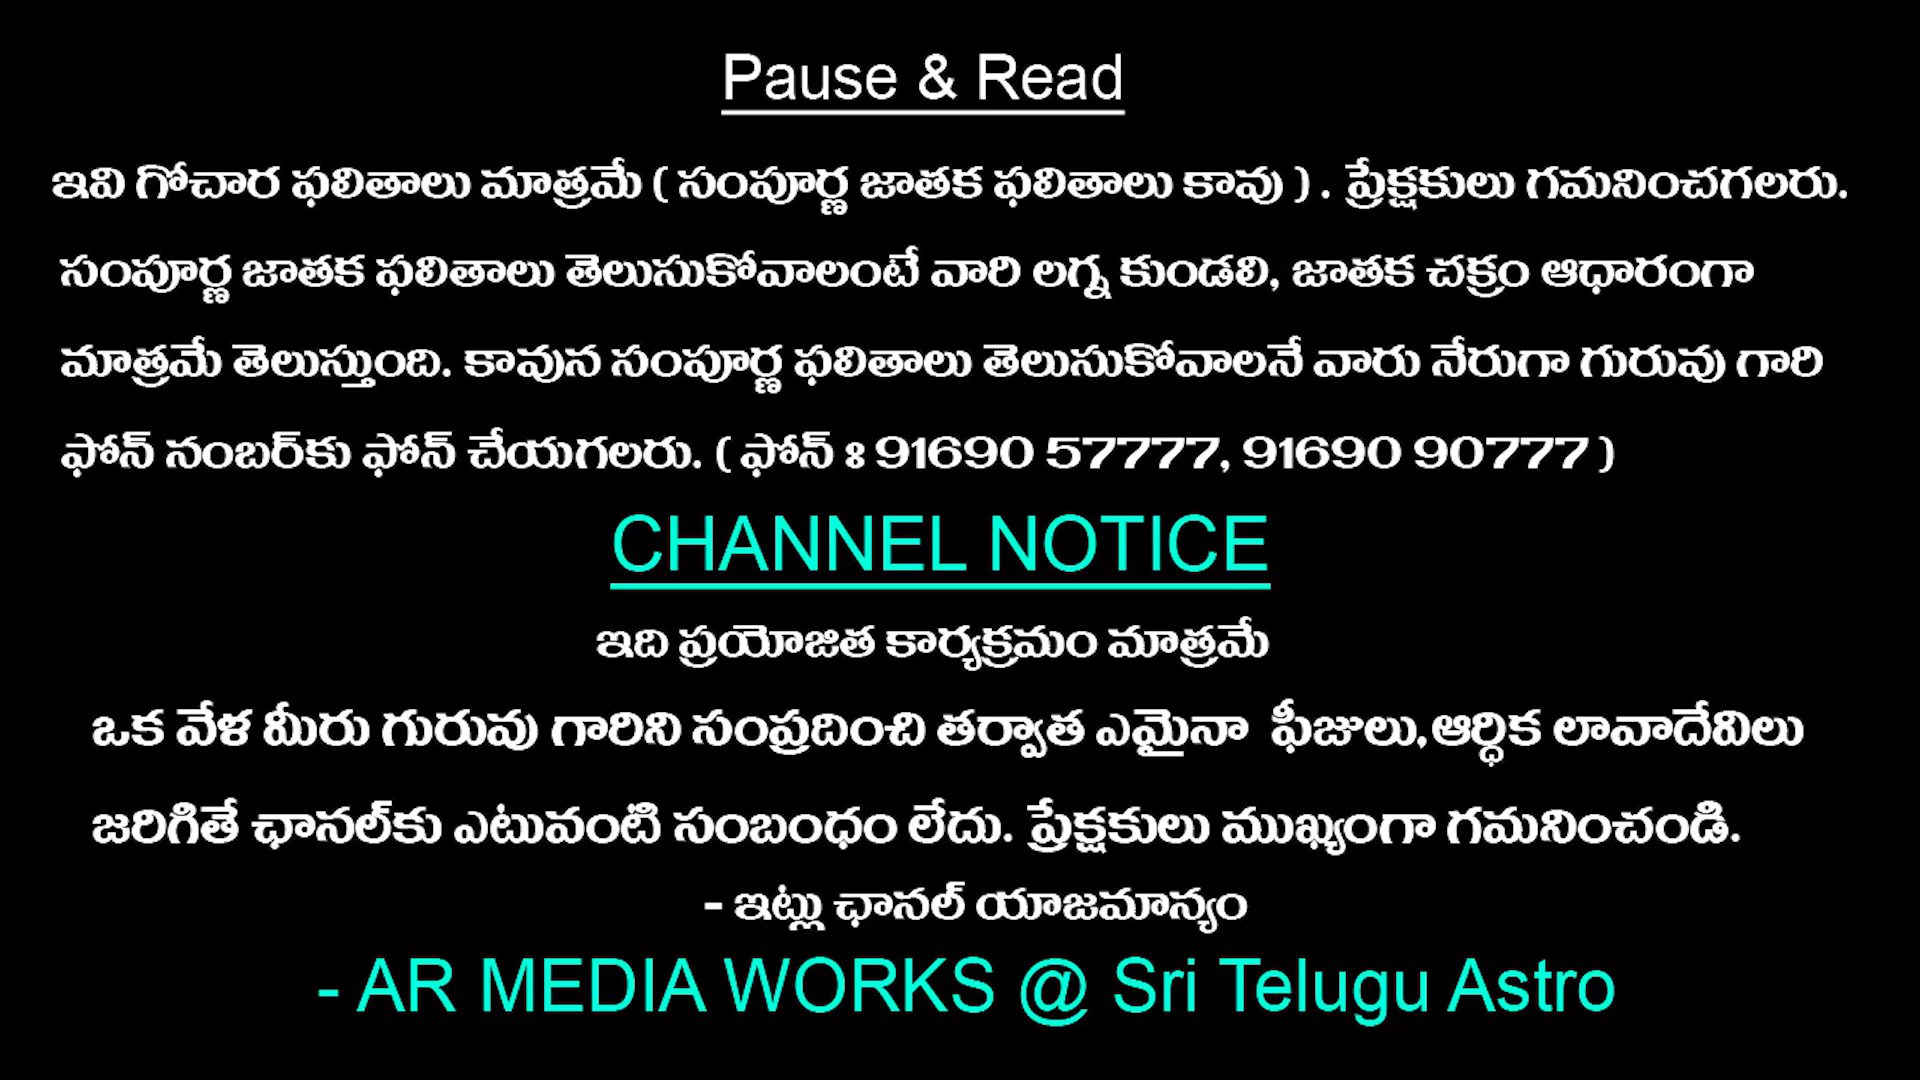 Pause & Read
ఇవి గోచార ఫలితాలు మాత్రమే ( సంపూర్ణ జాతక ఫలితాలు కావు ) . ప్రేక్షకులు గమనించగలరు.
సంపూర్ణ జాతక ఫలితాలు తెలుసుకోవాలంటే వారి లగ్న కుండలి, జాతక చక్రం ఆధారంగా
మాత్రమే తెలుస్తుంది. కావున సంపూర్ణ ఫలితాలు తెలుసుకోవాలనే వారు నేరుగా గురువు గారి
ఫోన్ నంబర్‌కు ఫోన్ చేయగలరు. ( ఫోన్ ః 91690 57777, 91690 90777 )
CHANNEL NOTICE
ఇది ప్రయోజిత కార్యక్రమం మాత్రమే
ఒక వేళ మీరు గురువు గారిని సంప్రదించి తర్వాత ఎమైనా ఫీజులు,ఆర్ధిక లావాదేవిలు
జరిగితే ఛానల్‌కు ఎటువంటి సంబంధం లేదు. ప్రేక్షకులు ముఖ్యంగా గమనించండి.
- ఇట్లు ఛానల్ యాజమాన్యం
- AR MEDIA WORKS @ Sri Telugu Astro